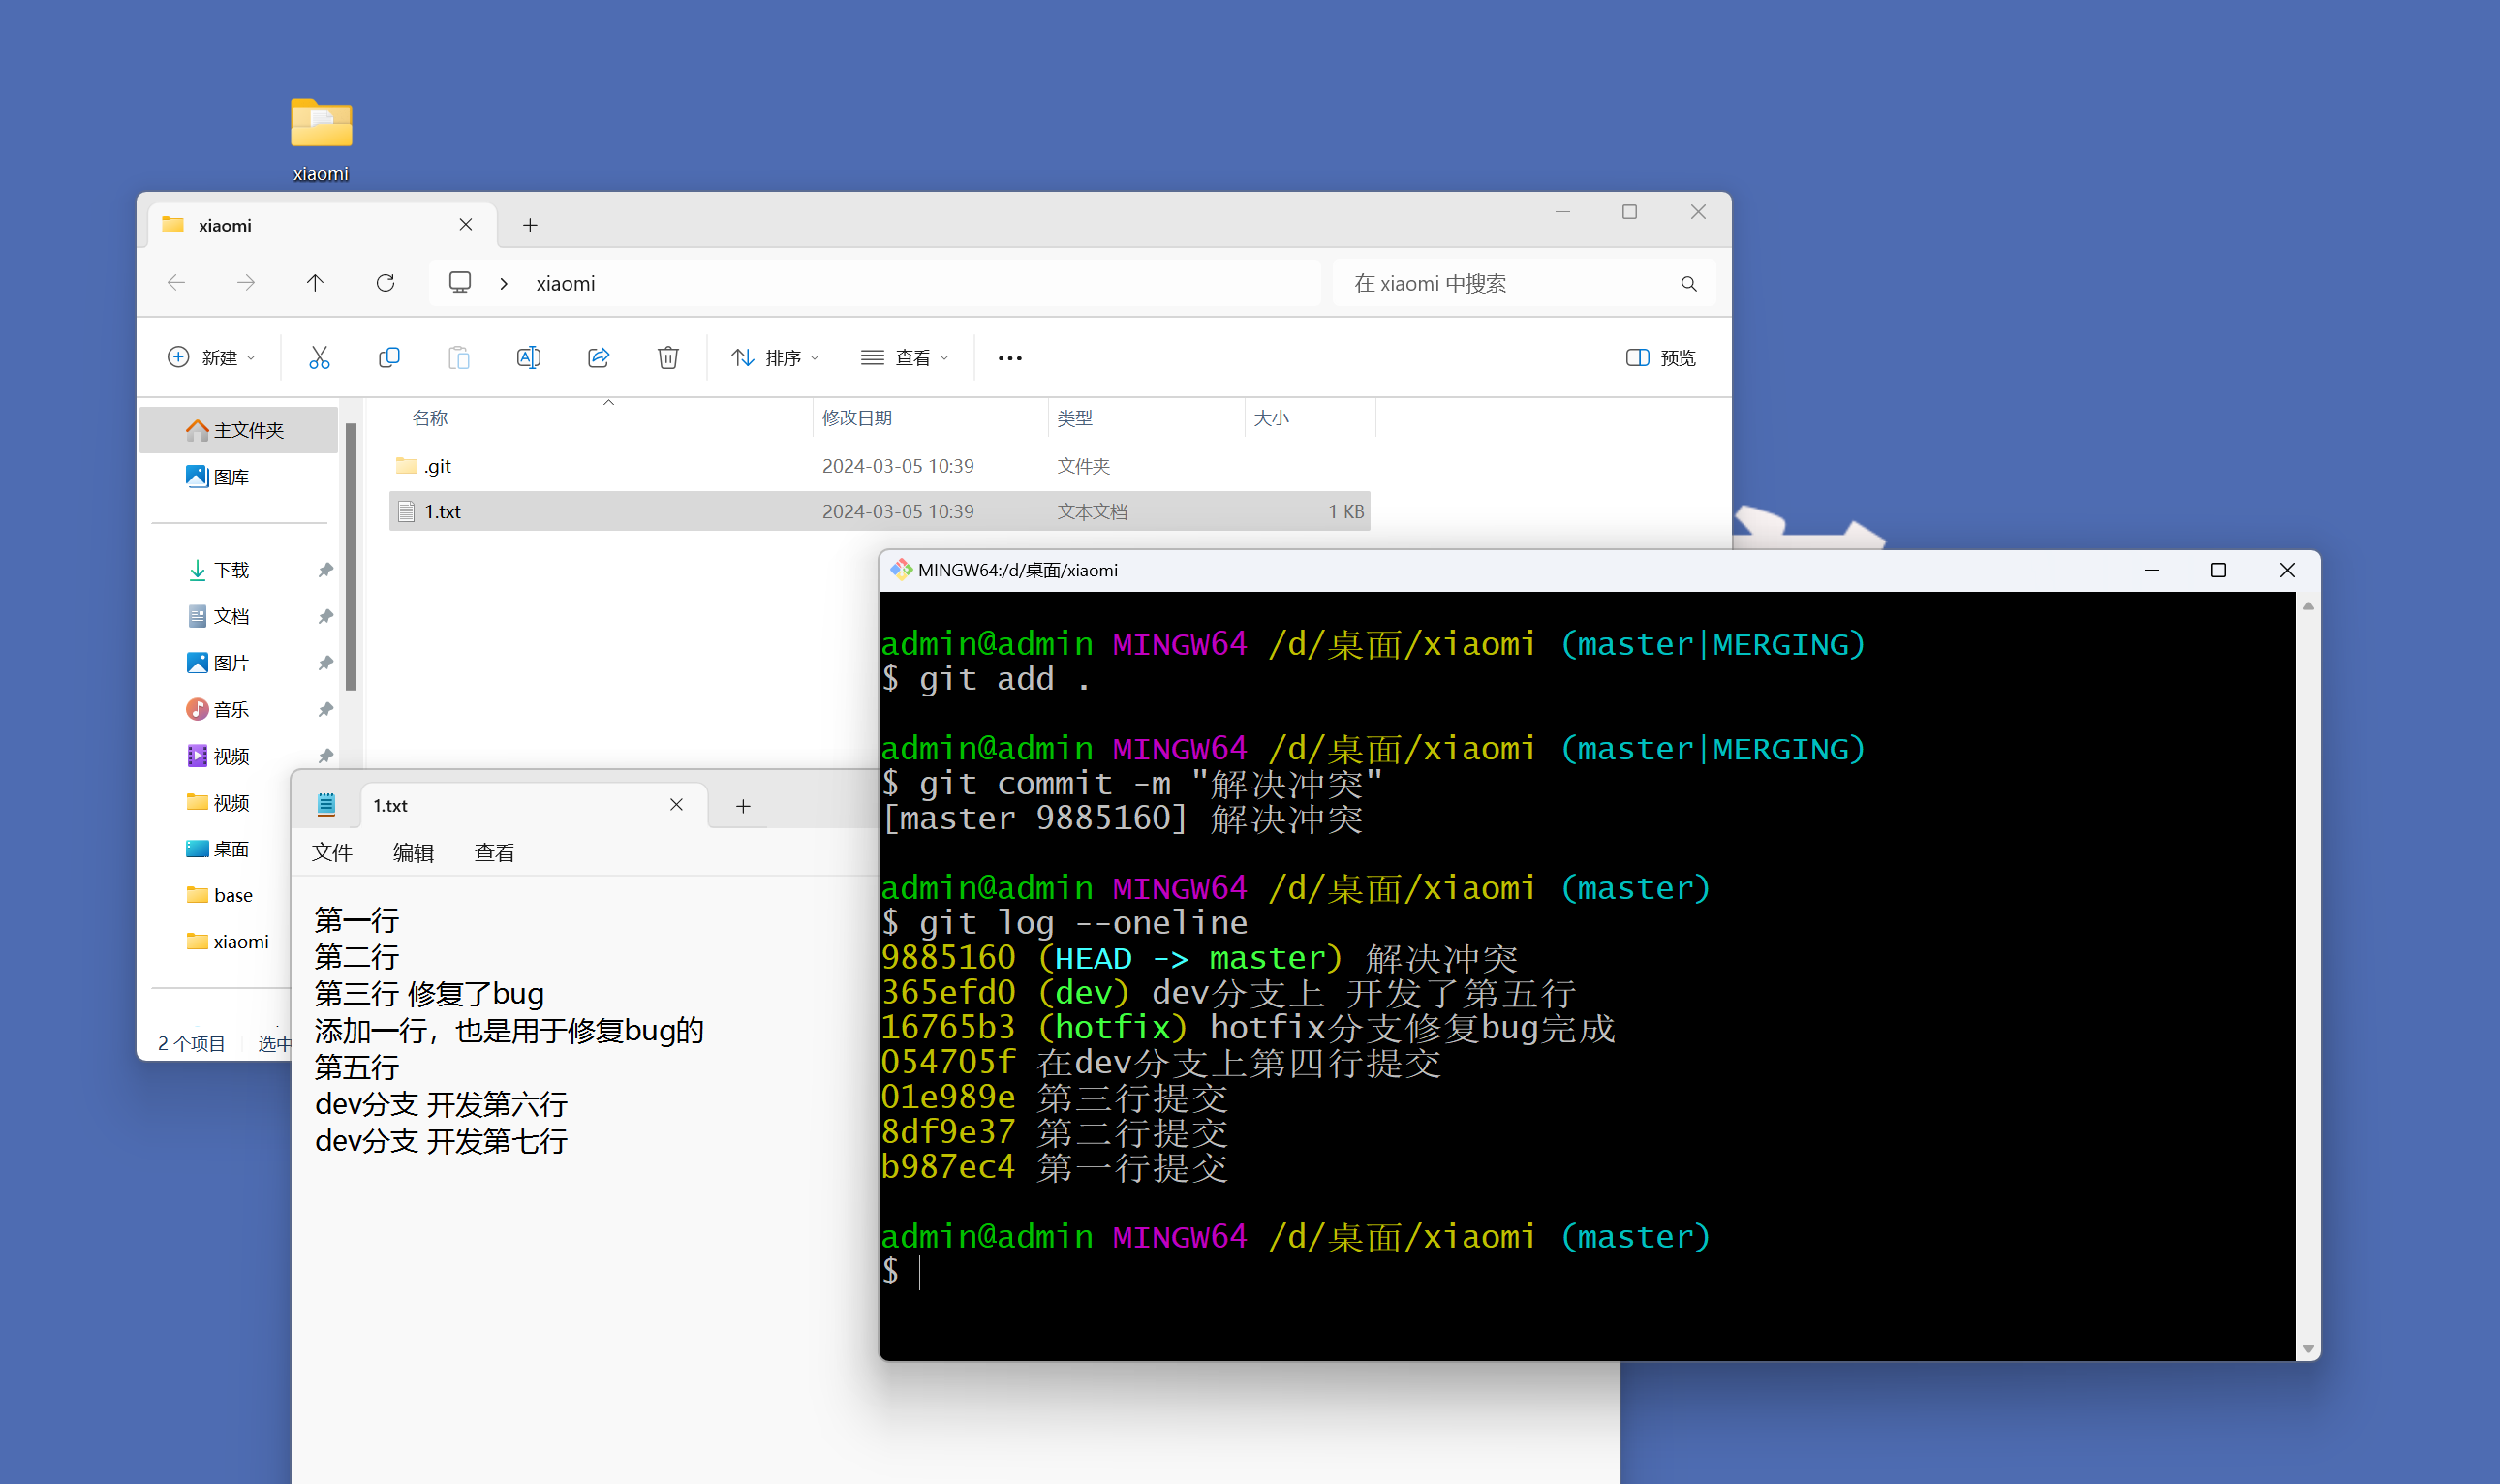 xiaomi
xiaomi
xiaomi
在 xiaomi 中搜索
新建
排序
查看
预览
主文件夹
图库
下载
文档
图片
音乐
视频
视频
桌面
base
xiaomi
2 个项目
选中
名称 修改日期 类型 大小
.git 2024-03-05 10:39 文件夹
1.txt 2024-03-05 10:39 文本文档 1 KB
1.txt
文件 编辑 查看
第一行
第二行
第三行 修复了bug
添加一行，也是用于修复bug的
第五行
dev分支 开发第六行
dev分支 开发第七行
MINGW64:/d/桌面/xiaomi
admin@admin MINGW64 /d/桌面/xiaomi (master|MERGING)
$ git add .
admin@admin MINGW64 /d/桌面/xiaomi (master|MERGING)
$ git commit -m "解决冲突"
[master 9885160] 解决冲突
admin@admin MINGW64 /d/桌面/xiaomi (master)
$ git log --oneline
9885160 (HEAD -> master) 解决冲突
365efd0 (dev) dev分支上 开发了第五行
16765b3 (hotfix) hotfix分支修复bug完成
054705f 在dev分支上第四行提交
01e989e 第三行提交
8df9e37 第二行提交
b987ec4 第一行提交
admin@admin MINGW64 /d/桌面/xiaomi (master)
$